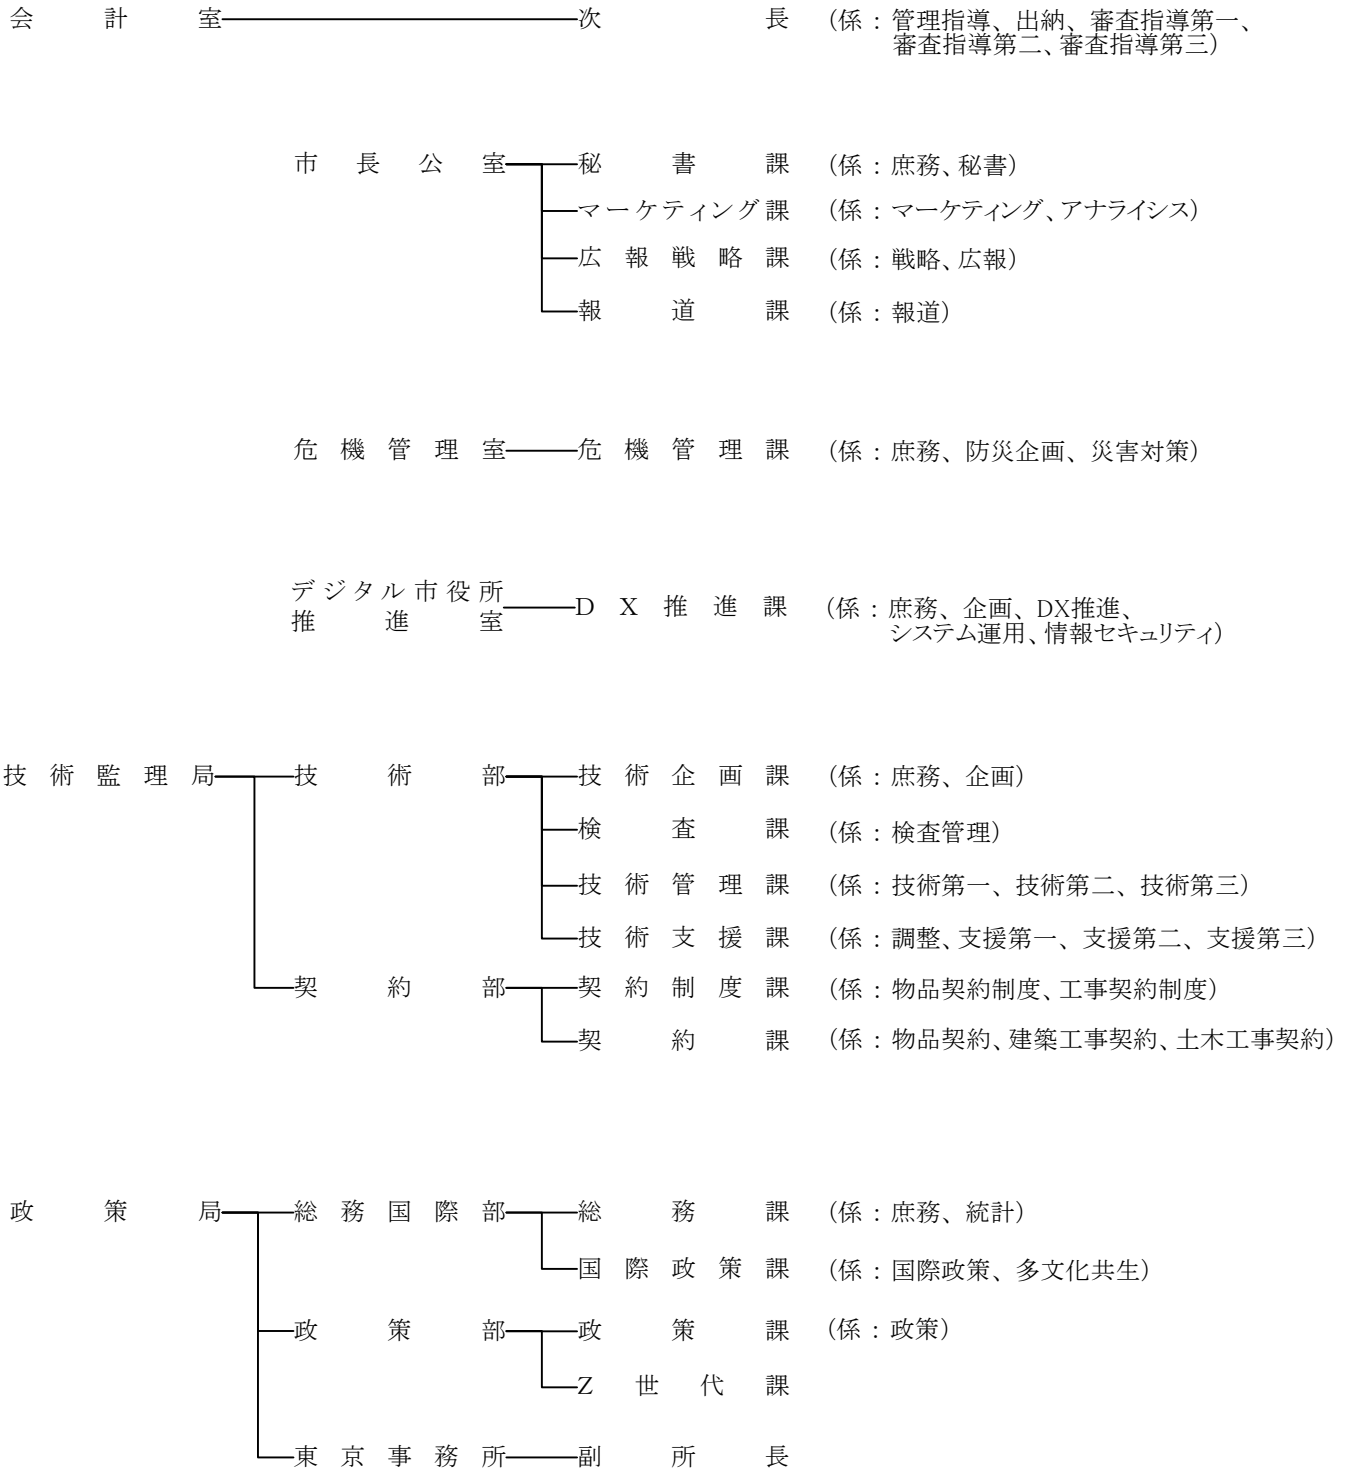 会計室 次長 (係：管理指導、出納、審査指導第一、
審査指導第二、審査指導第三)
市長公室 秘書課 (係：庶務、秘書)
マーケティング課 (係：マーケティング、アナライシス)
広報戦略課 (係：戦略、広報)
報道課 (係：報道)
危機管理室 危機管理課 (係：庶務、防災企画、災害対策)
デジタル市役所
推進室 DX推進課 (係：庶務、企画、DX推進、
システム運用、情報セキュリティ)
技術監理局 技術部 技術企画課 (係：庶務、企画)
検査課 (係：検査管理)
技術管理課 (係：技術第一、技術第二、技術第三)
技術支援課 (係：調整、支援第一、支援第二、支援第三)
契約部 契約制度課 (係：物品契約制度、工事契約制度)
契約課 (係：物品契約、建築工事契約、土木工事契約)
政策局 総務国際部 総務課 (係：庶務、統計)
国際政策課 (係：国際政策、多文化共生)
政策部 政策課 (係：政策)
Z世代課
東京事務所 副所長